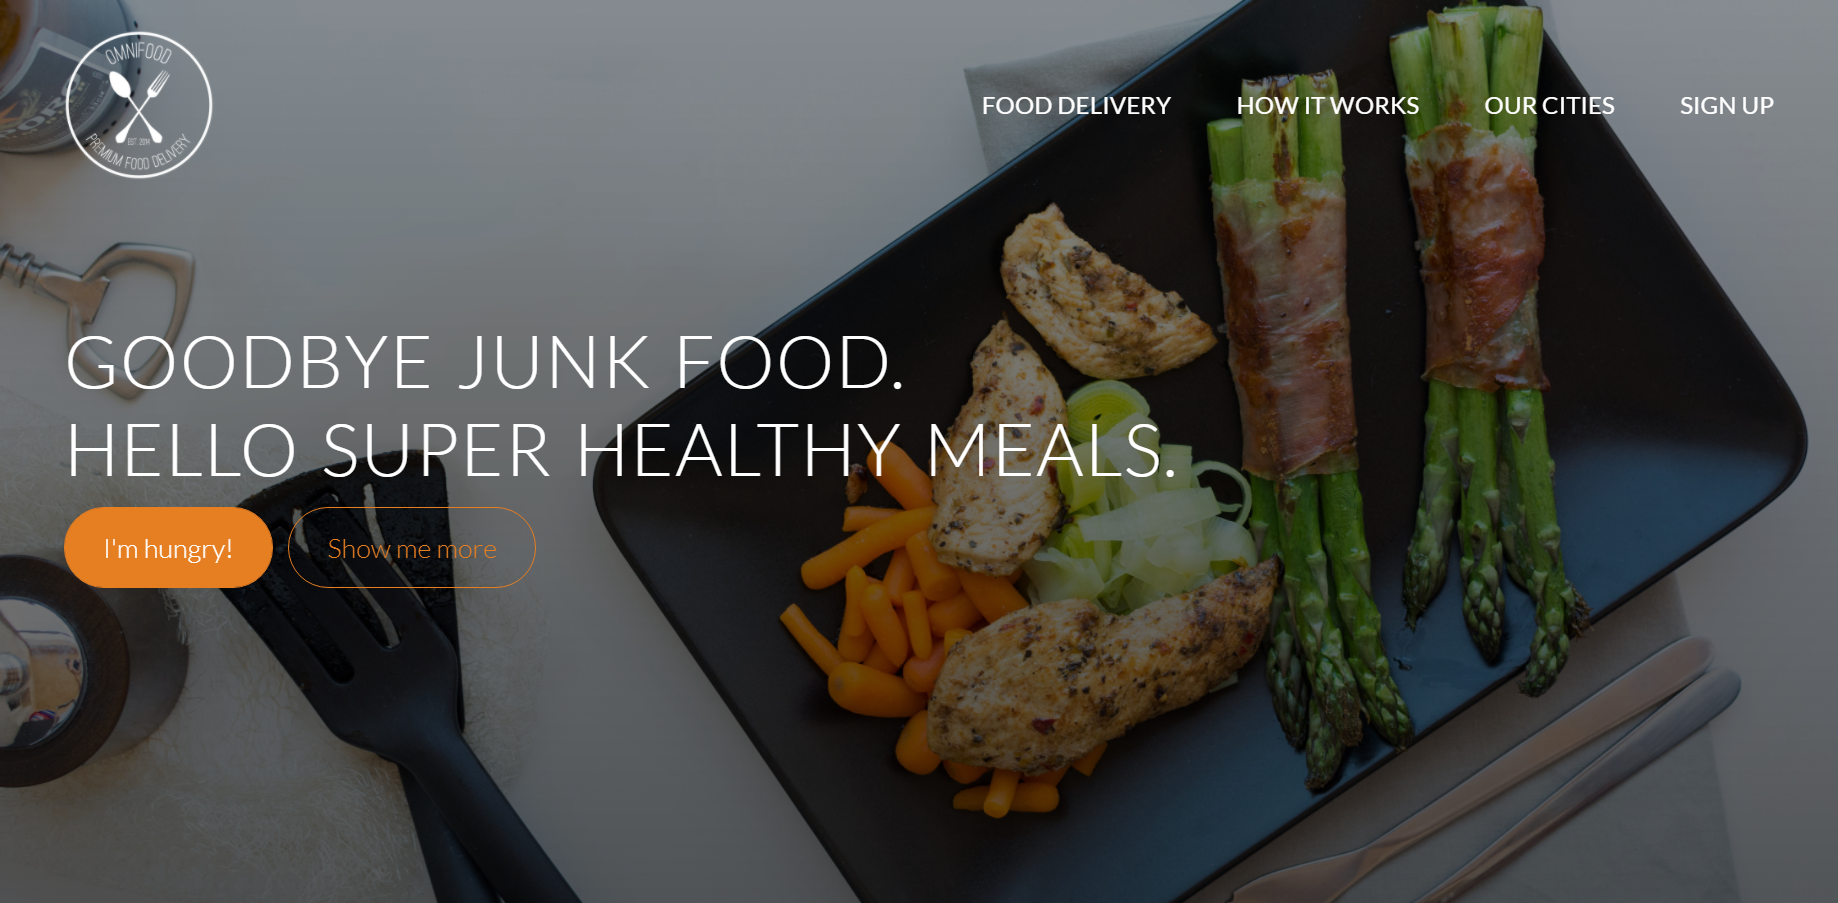 OMNIFOOD
EST. 2014
PREMIUM FOOD DELIVERY
FOOD DELIVERY
HOW IT WORKS
OUR CITIES
SIGN UP
GOODBYE JUNK FOOD.
HELLO SUPER HEALTHY MEALS.
I'm hungry!
Show me more